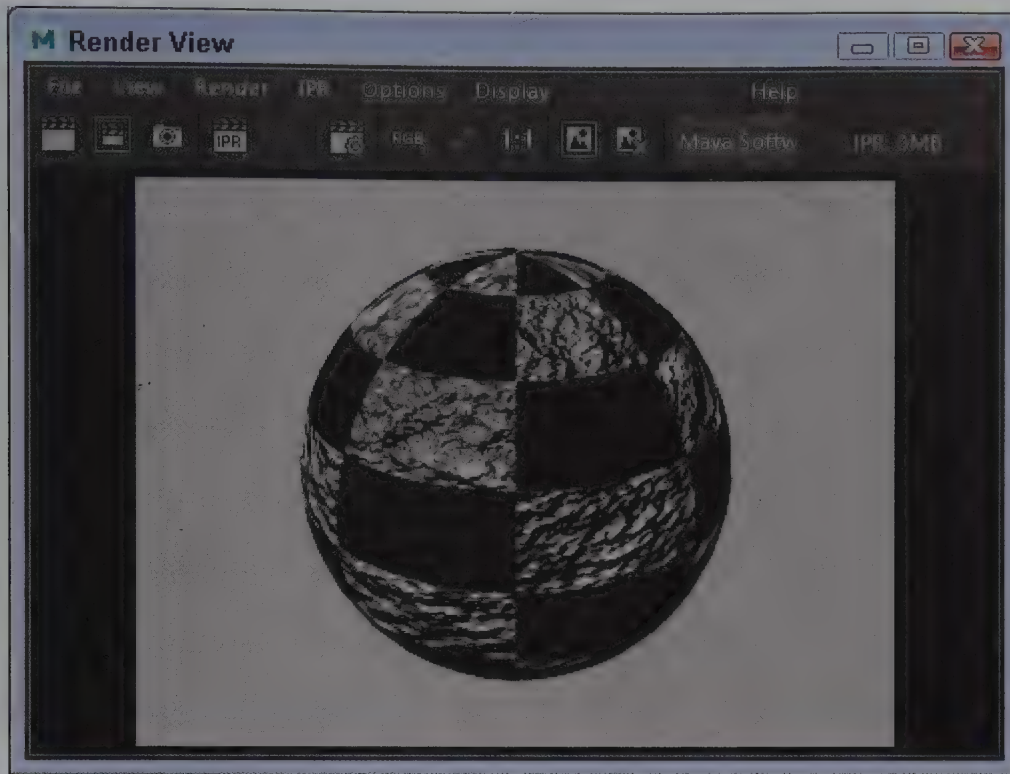 M Render View
File View Render IPR Options Display Help
IPR RGB 1:1 Maya Softw IPR: 0MB